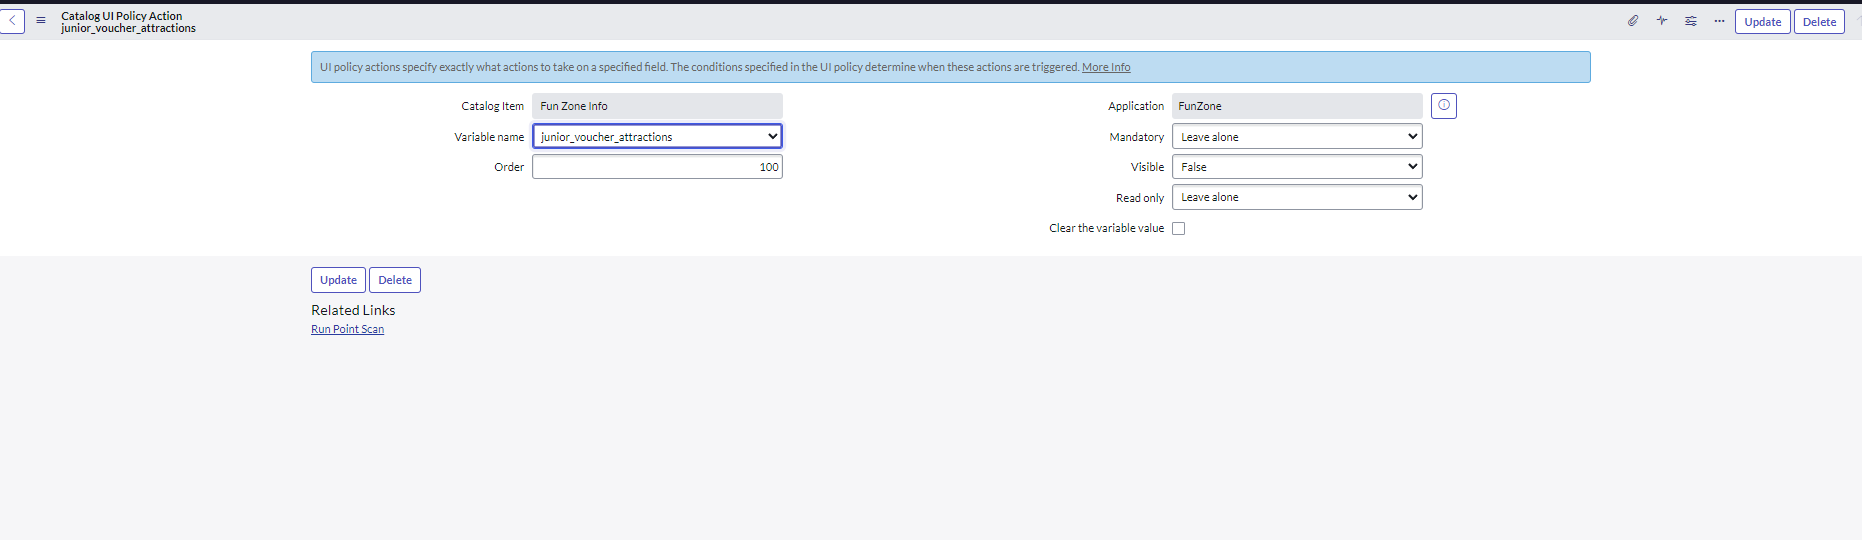 Catalog UI Policy Action
junior_voucher_attractions
Update
Delete
UI policy actions specify exactly what actions to take on a specified field. The conditions specified in the UI policy determine when these actions are triggered. More Info
Catalog Item
Fun Zone Info
Variable name
junior_voucher_attractions
Order
100
Application
FunZone
Mandatory
Leave alone
Visible
False
Read only
Leave alone
Clear the variable value
Update
Delete
Related Links
Run Point Scan